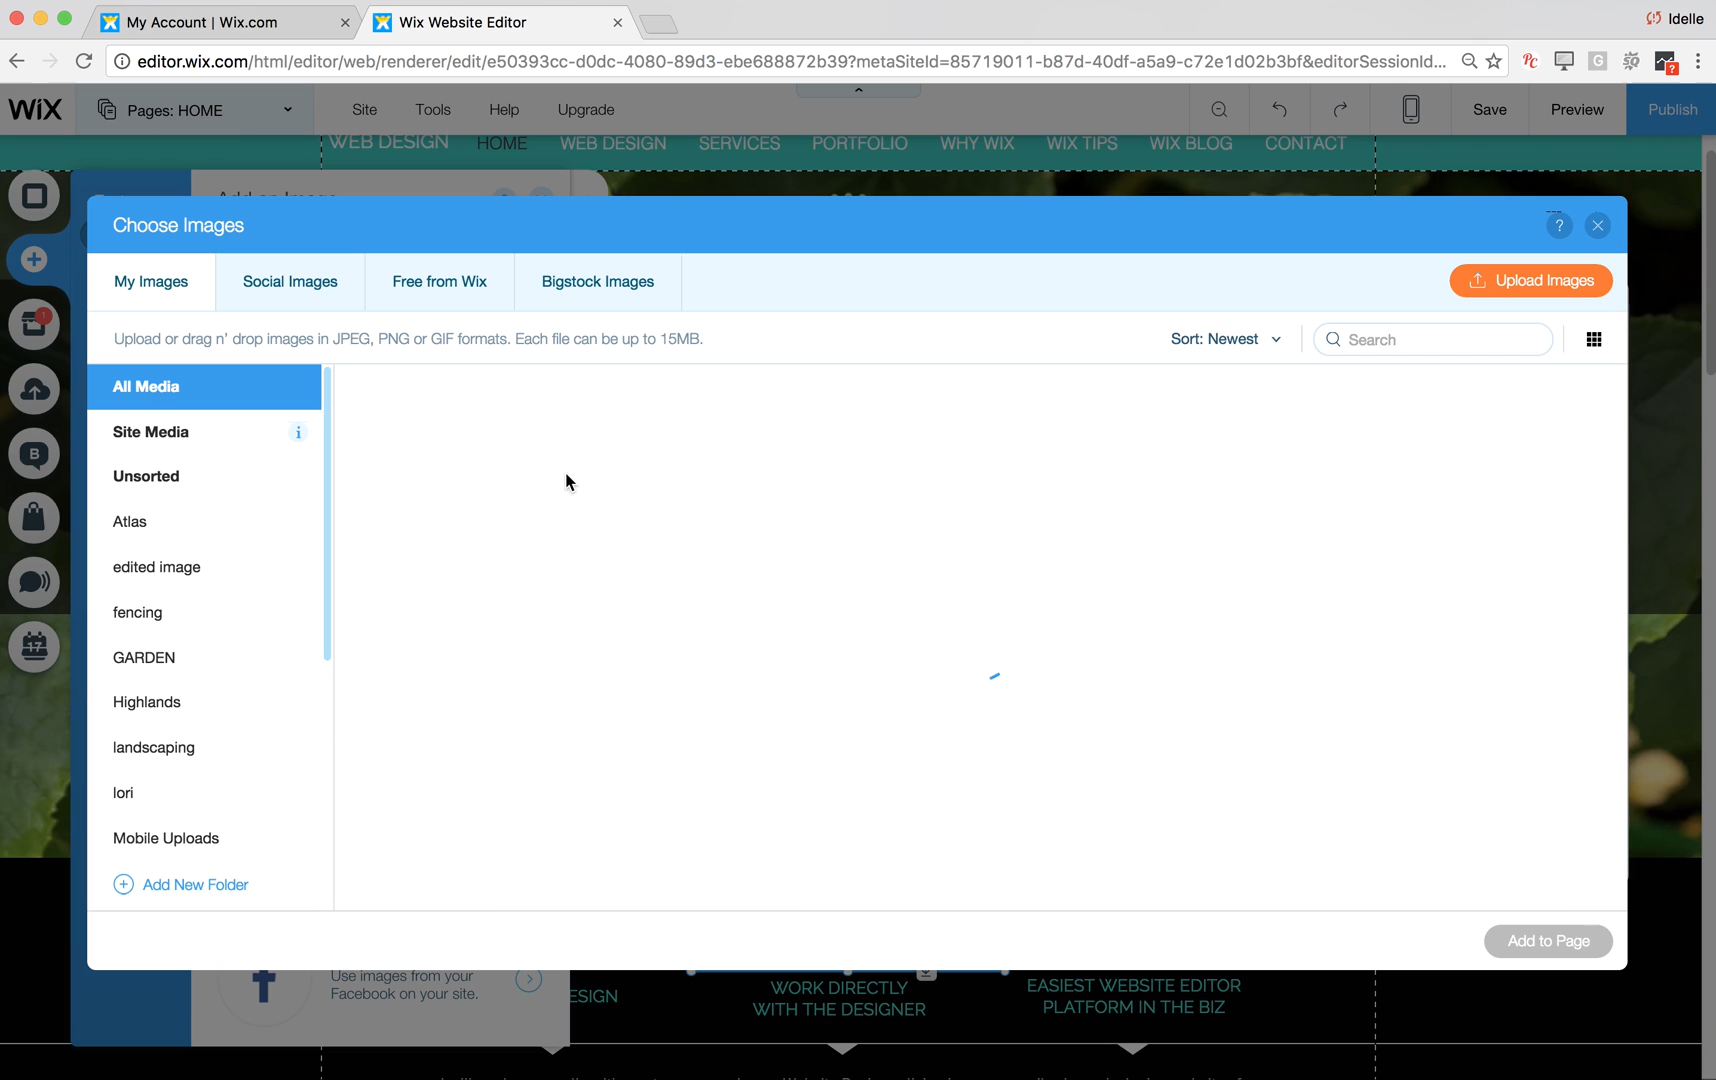 My Account | Wix.com
Wix Website Editor
Idelle
editor.wix.com/html/editor/web/renderer/edit/e50393cc-d0dc-4080-89d3-ebe688872b39?metaSiteId=85719011-b87d-40df-a5a9-c72e1d02b3bf&editorSessionId...
WiX
Pages: HOME
Site
Tools
Help
Upgrade
Save
Preview
Publish
WEB DESIGN
HOME
WEB DESIGN
SERVICES
PORTFOLIO
WHY WIX
WIX TIPS
WIX BLOG
CONTACT
Choose Images
?
My Images
Social Images
Free from Wix
Bigstock Images
Upload Images
Upload or drag n' drop images in JPEG, PNG or GIF formats. Each file can be up to 15MB.
Sort: Newest
Search
All Media
Site Media
i
Unsorted
Atlas
edited image
fencing
GARDEN
Highlands
landscaping
lori
Mobile Uploads
Add New Folder
1
B
17
Add to Page
Use images from your
Facebook on your site.
ESIGN
WORK DIRECTLY
WITH THE DESIGNER
EASIEST WEBSITE EDITOR
PLATFORM IN THE BIZ